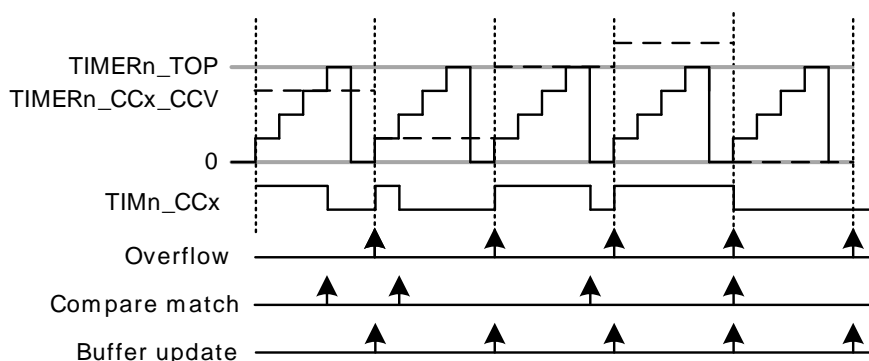 TIMERn_TOP
TIMERn_CCx_CCV
0
TIMn_CCx
Overflow
Compare match
Buffer update